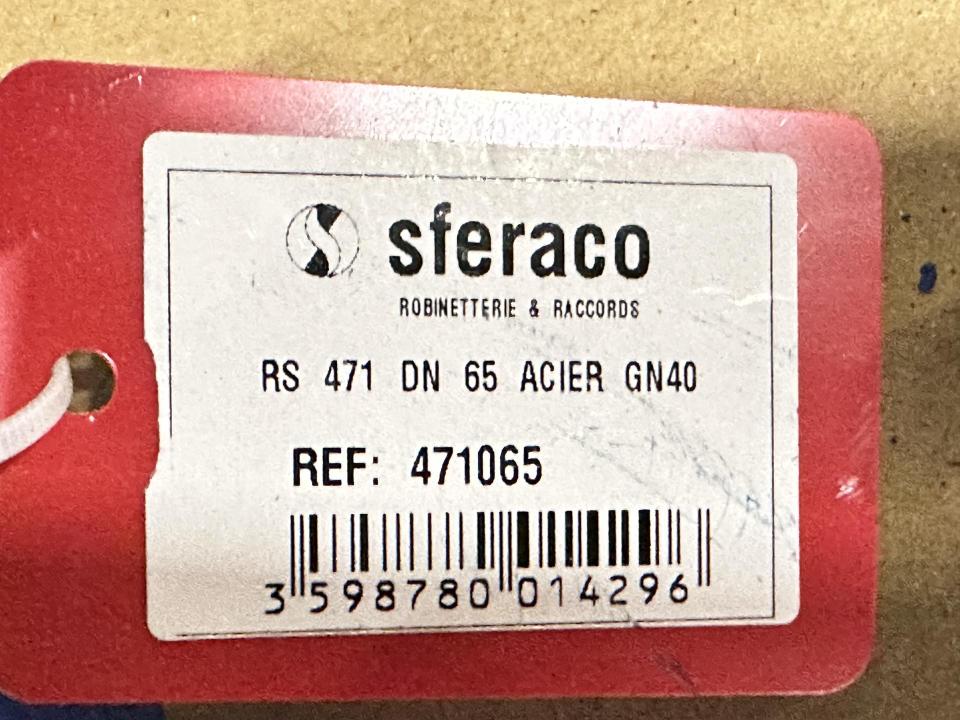 sferaco
ROBINETTERIE & RACCORDS
RS 471 DN 65 ACIER GN40
REF: 471065
3 598780 014296